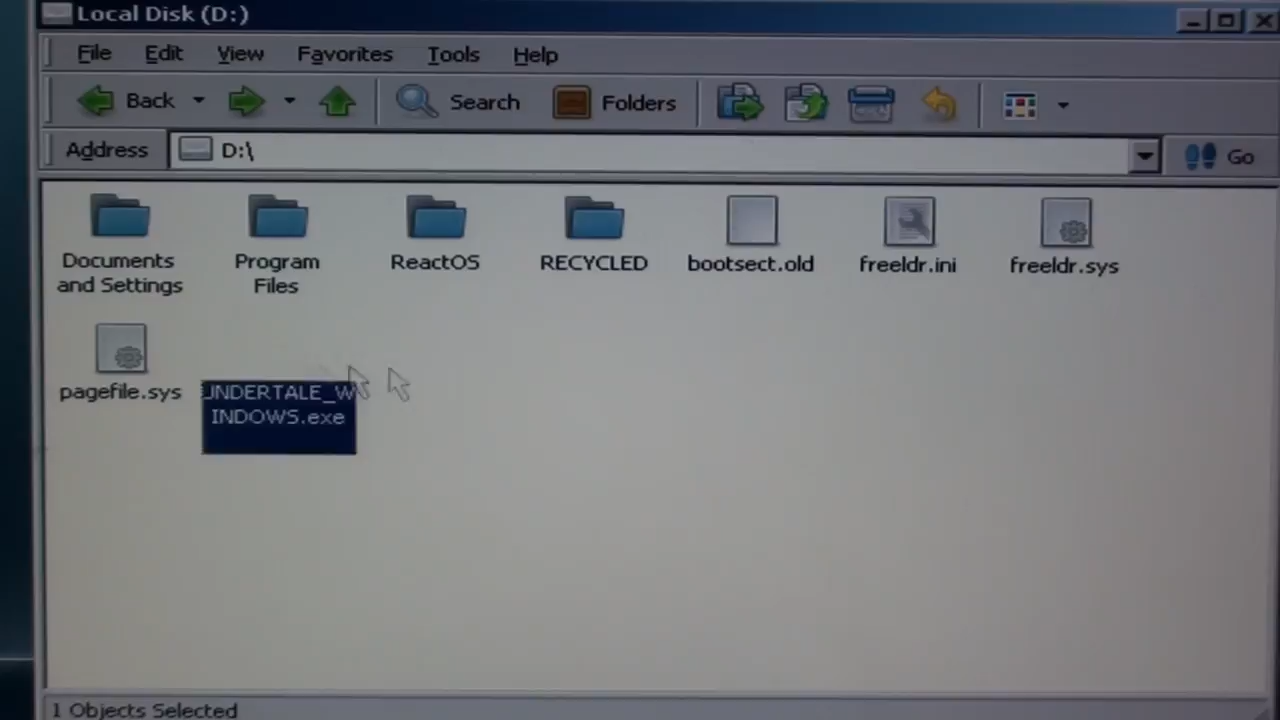 Local Disk (D:)
File Edit View Favorites Tools Help
Back Search Folders
Address D:\ Go
Documents
and Settings
Program
Files
ReactOS
RECYCLED
bootsect.old
freeldr.ini
freeldr.sys
pagefile.sys
UNDERTALE_W
INDOWS.exe
1 Objects Selected